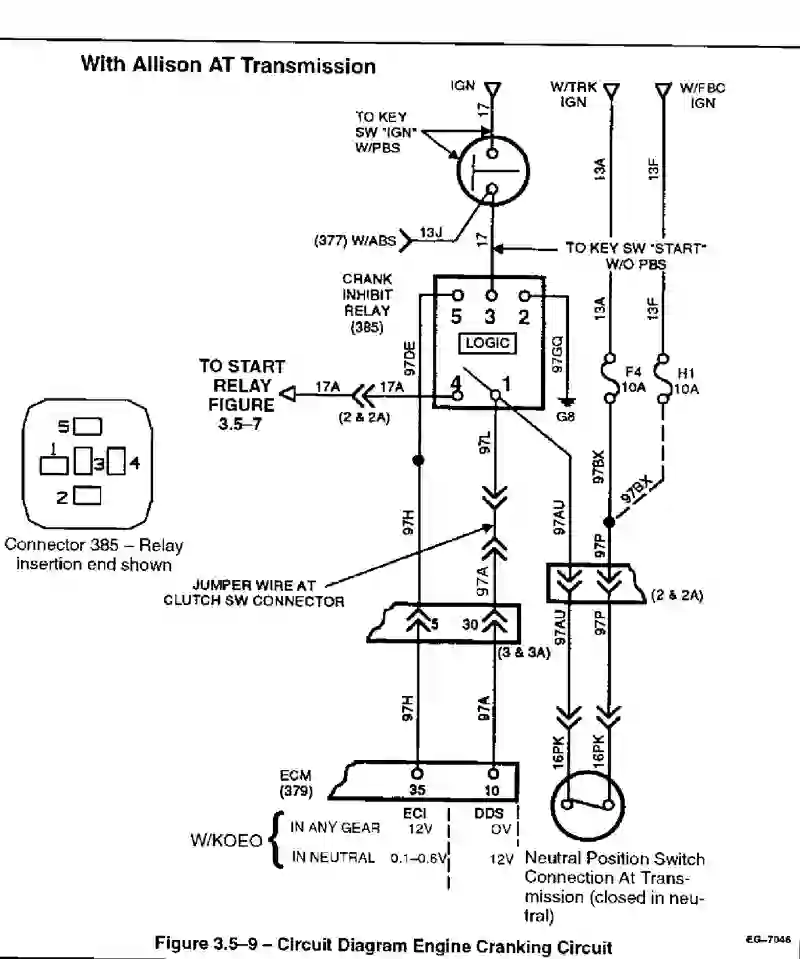 With Allison AT Transmission
IGN
W/TRK
IGN
W/FBC
IGN
17
TO KEY
SW "IGN"
W/PBS
13A
13F
(377) W/ABS
13J
17
TO KEY SW "START"
W/O PBS
CRANK
INHIBIT
RELAY
(385)
5 3 2
LOGIC
4 1
97DE
97GQ
G8
13A
13F
F4
10A
H1
10A
TO START
RELAY
FIGURE
3.5–7
17A
17A
(2 & 2A)
5
1
3
4
2
Connector 385 – Relay
insertion end shown
97L
97BX
97BX
97H
97AU
97P
97A
JUMPER WIRE AT
CLUTCH SW CONNECTOR
5
30
(3 & 3A)
(2 & 2A)
97AU
97P
97H
97A
16PK
16PK
ECM
(379)
35
10
ECI
DDS
W/KOEO
IN ANY GEAR 12V 0V
IN NEUTRAL 0.1–0.6V 12V
Neutral Position Switch
Connection At Trans-
mission (closed in neu-
tral)
Figure 3.5–9 – Circuit Diagram Engine Cranking Circuit
EG–7046